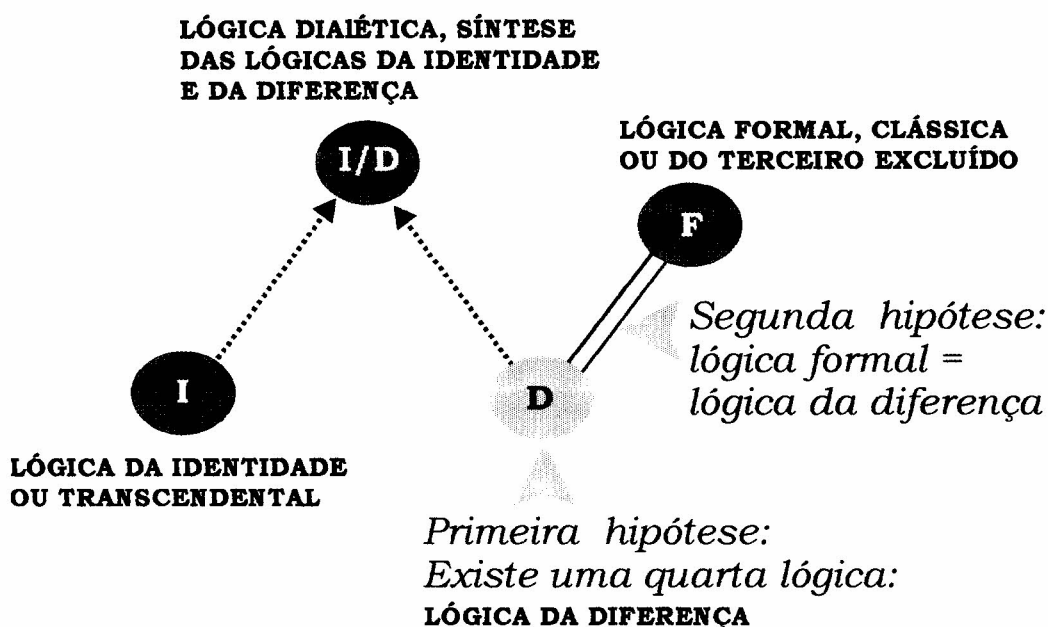 LÓGICA DIAlÉTICA, SÍNTESE
DAS LÓGICAS DA IDENTIDADE
E DA DIFERENÇA
I/D
LÓGICA FORMAL, CLÁSSICA
OU DO TERCEIRO EXCLUÍDO
F
Segunda hipótese:
lógica formal =
lógica da diferença
I
D
LÓGICA DA IDENTIDADE
OU TRANSCENDENTAL
Primeira hipótese:
Existe uma quarta lógica:
LÓGICA DA DIFERENÇA